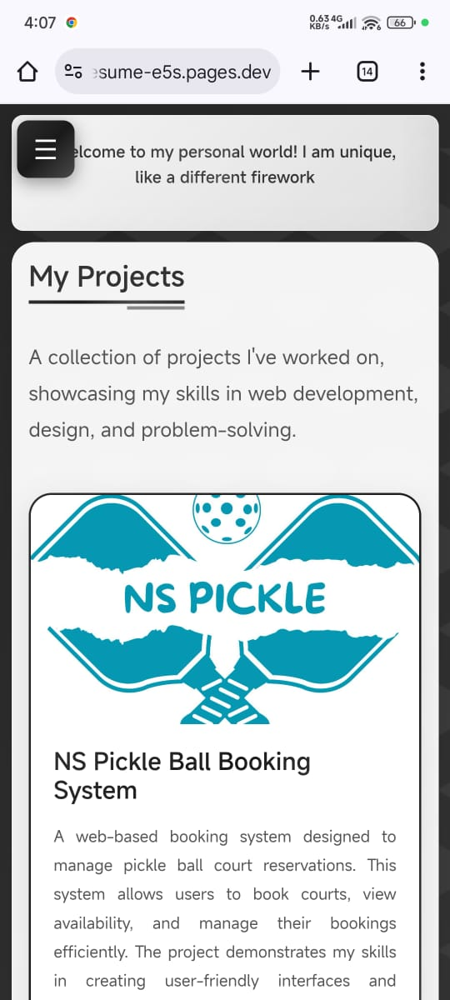 4:07
0.63 4G
KB/s
66
esume-e5s.pages.dev
14
elcome to my personal world! I am unique,
like a different firework
My Projects
A collection of projects I've worked on,
showcasing my skills in web development,
design, and problem-solving.
NS PICKLE
NS Pickle Ball Booking
System
A web-based booking system designed to
manage pickle ball court reservations. This
system allows users to book courts, view
availability, and manage their bookings
efficiently. The project demonstrates my skills
in creating user-friendly interfaces and